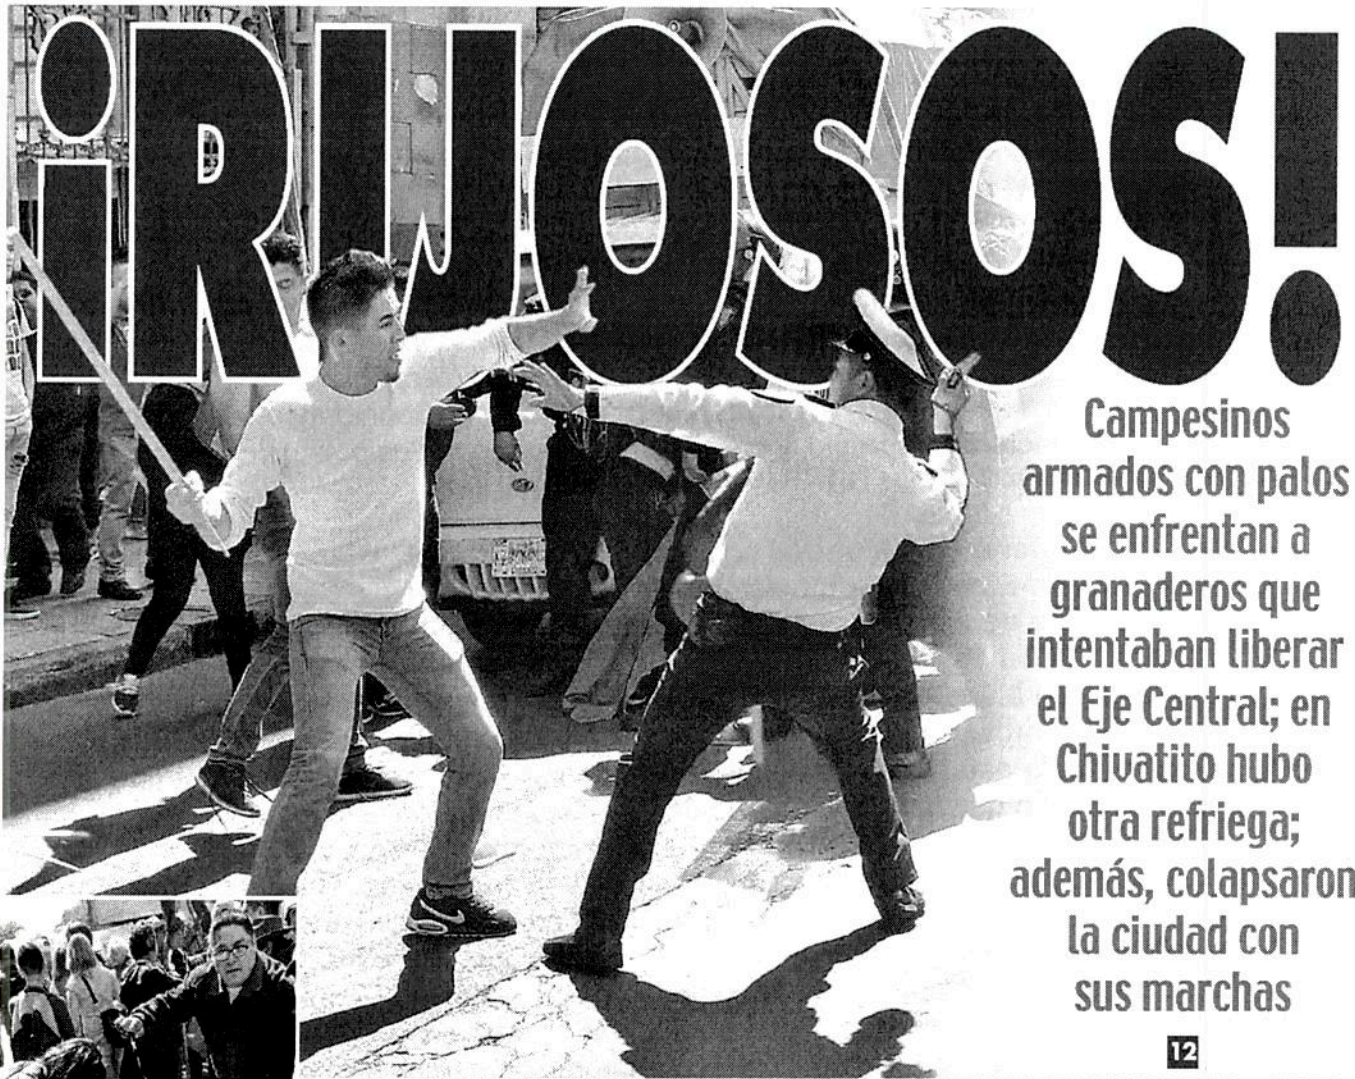 ¡RIJOSOS!
Campesinos
armados con palos
se enfrentan a
granaderos que
intentaban liberar
el Eje Central; en
Chivatito hubo
otra refriega;
además, colapsaron
la ciudad con
sus marchas
12